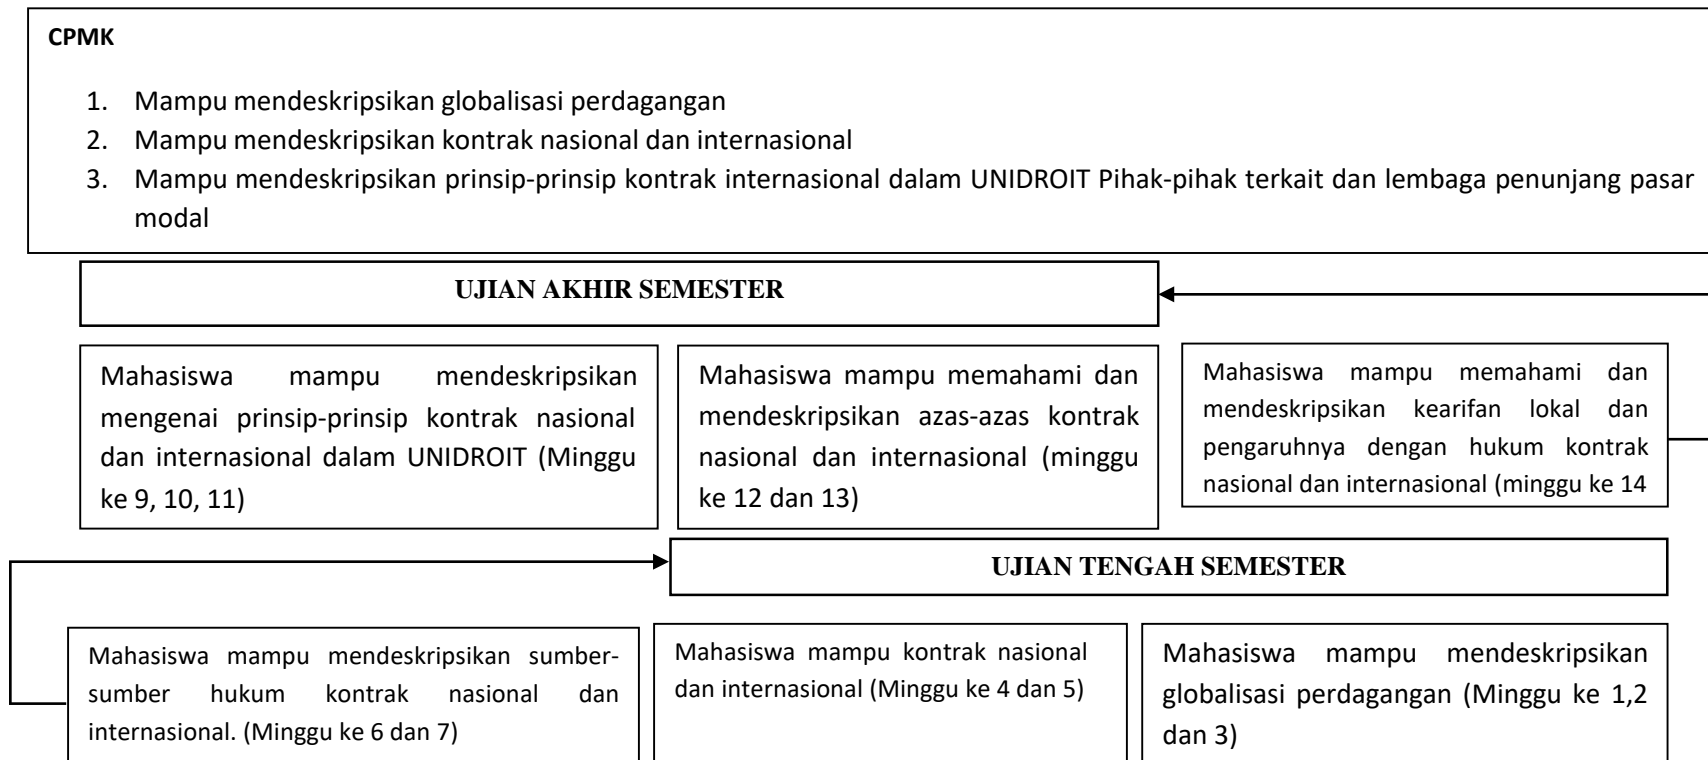 CPMK
1. Mampu mendeskripsikan globalisasi perdagangan
2. Mampu mendeskripsikan kontrak nasional dan internasional
3. Mampu mendeskripsikan prinsip-prinsip kontrak internasional dalam UNIDROIT Pihak-pihak terkait dan lembaga penunjang pasar
modal
UJIAN AKHIR SEMESTER
Mahasiswa mampu mendeskripsikan
mengenai prinsip-prinsip kontrak nasional
dan internasional dalam UNIDROIT (Minggu
ke 9, 10, 11)
Mahasiswa mampu memahami dan
mendeskripsikan azas-azas kontrak
nasional dan internasional (minggu
ke 12 dan 13)
Mahasiswa mampu memahami dan
mendeskripsikan kearifan lokal dan
pengaruhnya dengan hukum kontrak
nasional dan internasional (minggu ke 14
UJIAN TENGAH SEMESTER
Mahasiswa mampu mendeskripsikan sumber-
sumber hukum kontrak nasional dan
internasional. (Minggu ke 6 dan 7)
Mahasiswa mampu kontrak nasional
dan internasional (Minggu ke 4 dan 5)
Mahasiswa mampu mendeskripsikan
globalisasi perdagangan (Minggu ke 1,2
dan 3)